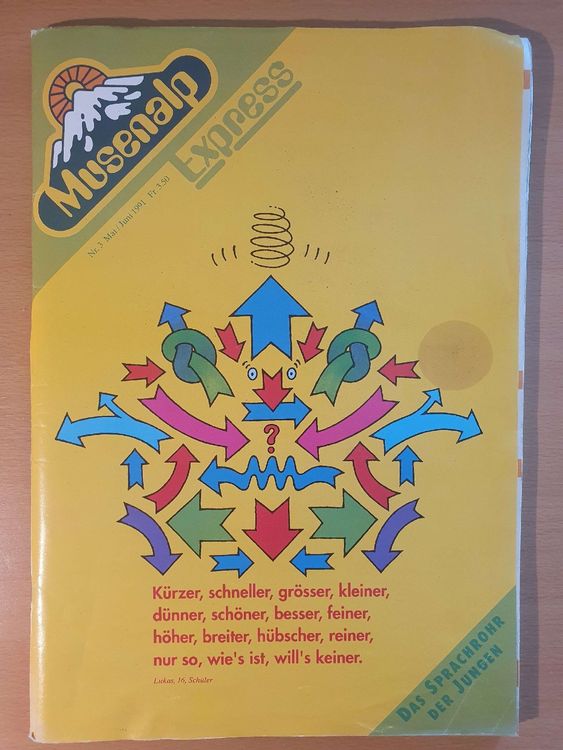 Musenalp
Express
Nr. 3 Mai/Juni 1991 Fr. 3.50
?
Kürzer, schneller, grösser, kleiner,
dünner, schöner, besser, feiner,
höher, breiter, hübscher, reiner,
nur so, wie's ist, will's keiner.
Lukas, 16, Schüler
DAS SPRACHROHR
DER JUNGEN